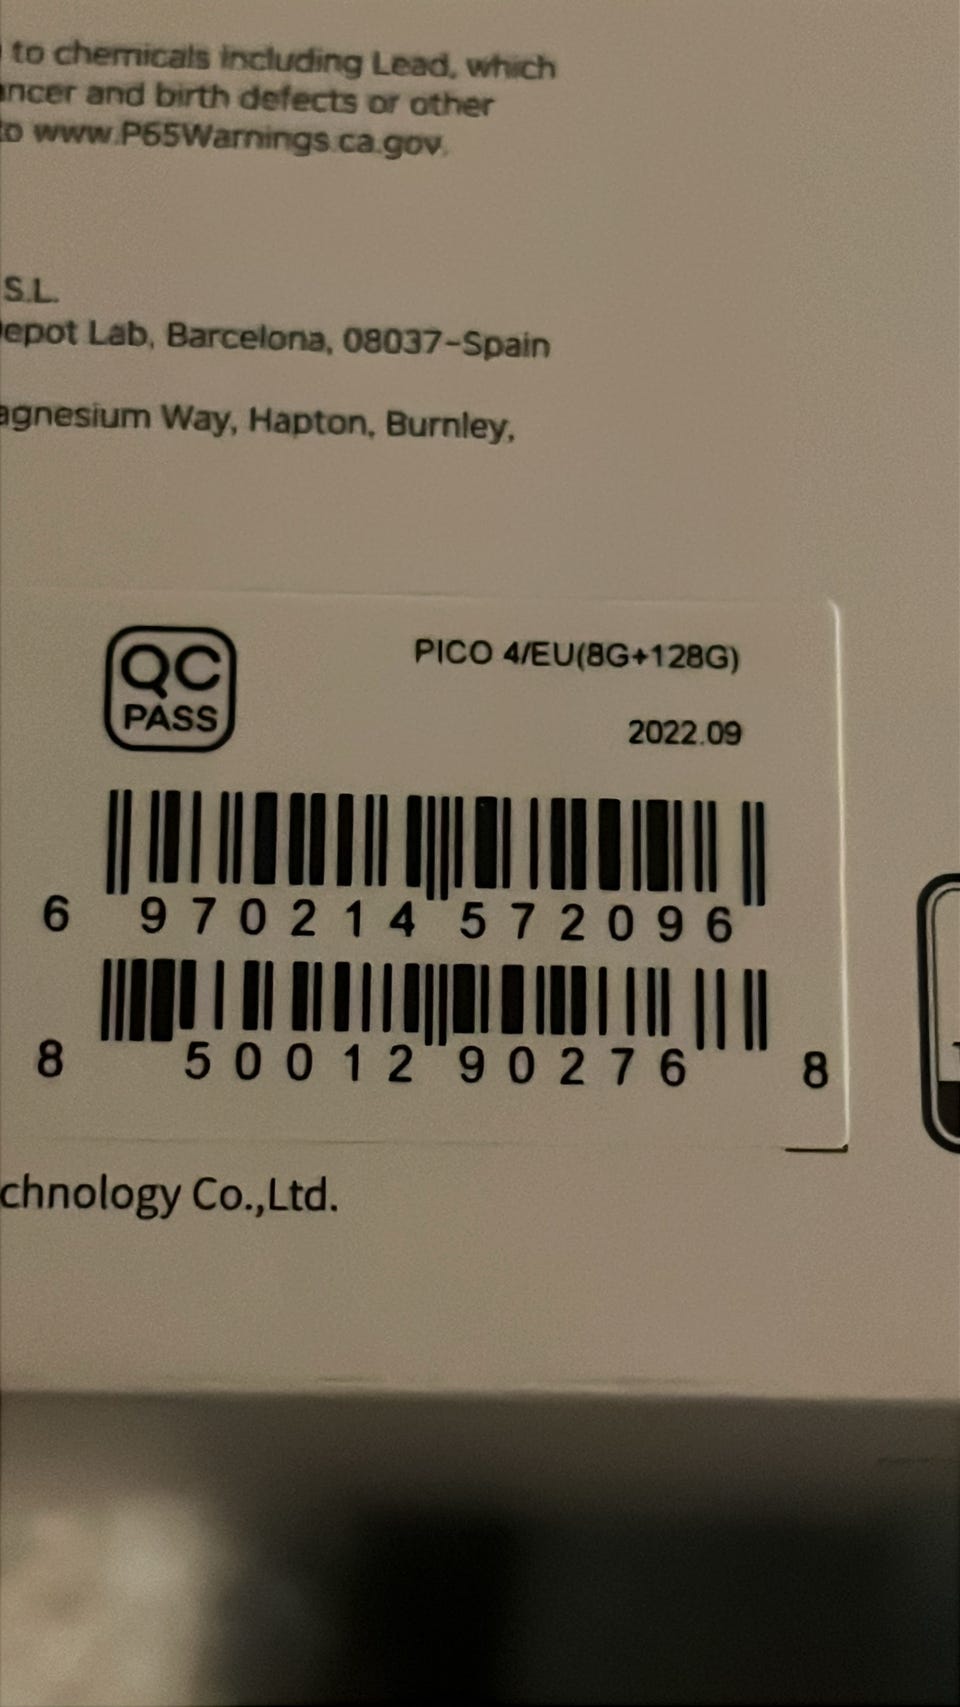 to chemicals including Lead, which
ncer and birth defects or other
to www.P65Warnings.ca.gov.
S.L.
epot Lab, Barcelona, 08037-Spain
agnesium Way, Hapton, Burnley,
QC
PASS
PICO 4/EU(8G+128G)
2022.09
6 970214 572096
8 50012 90276 8
chnology Co.,Ltd.